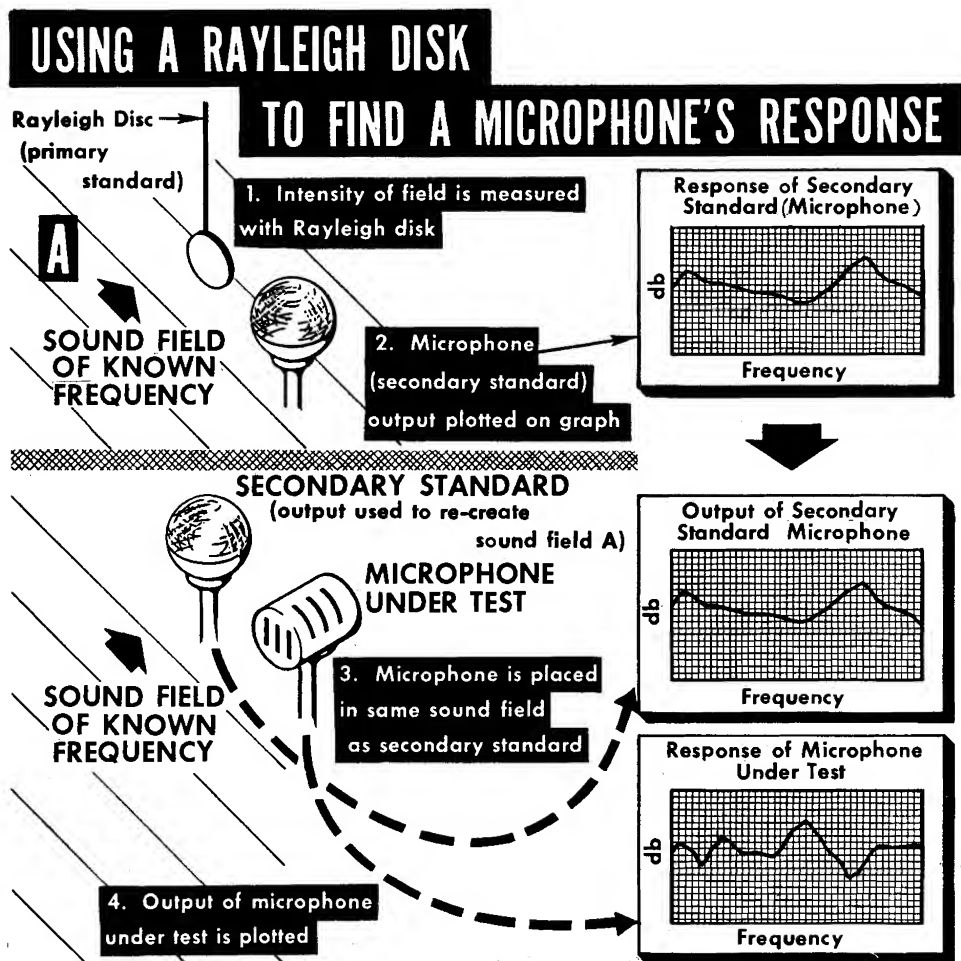 USING A RAYLEIGH DISK
TO FIND A MICROPHONE'S RESPONSE
Rayleigh Disc
(primary
standard)
1. Intensity of field is measured
with Rayleigh disk
A
SOUND FIELD
OF KNOWN
FREQUENCY
2. Microphone
(secondary standard)
output plotted on graph
Response of Secondary
Standard (Microphone)
db
Frequency
SECONDARY STANDARD
(output used to re-create
sound field A)
MICROPHONE
UNDER TEST
SOUND FIELD
OF KNOWN
FREQUENCY
3. Microphone is placed
in same sound field
as secondary standard
Output of Secondary
Standard Microphone
db
Frequency
4. Output of microphone
under test is plotted
Response of Microphone
Under Test
db
Frequency